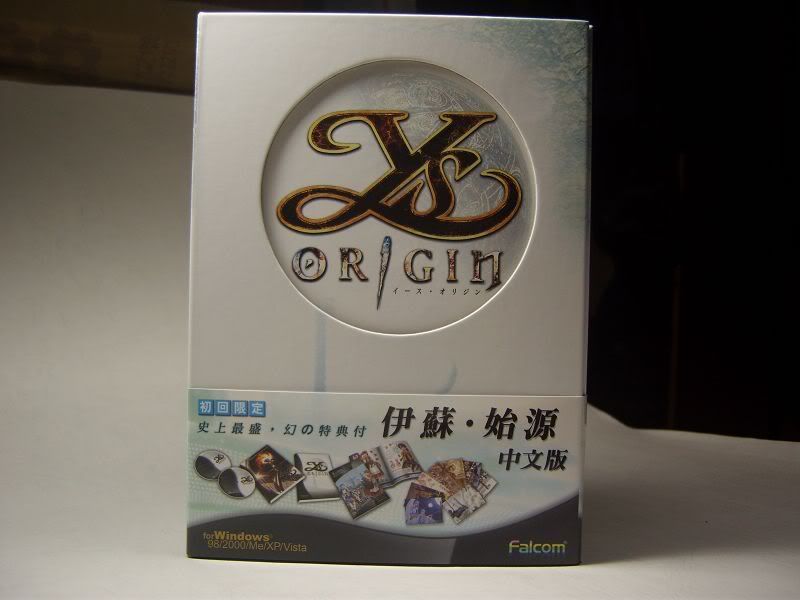 Ys
ORIGIN
イース・オリジン
初回限定
史上最盛・幻の特典付
伊蘇・始源
中文版
for Windows
98/2000/Me/XP/Vista
Falcom